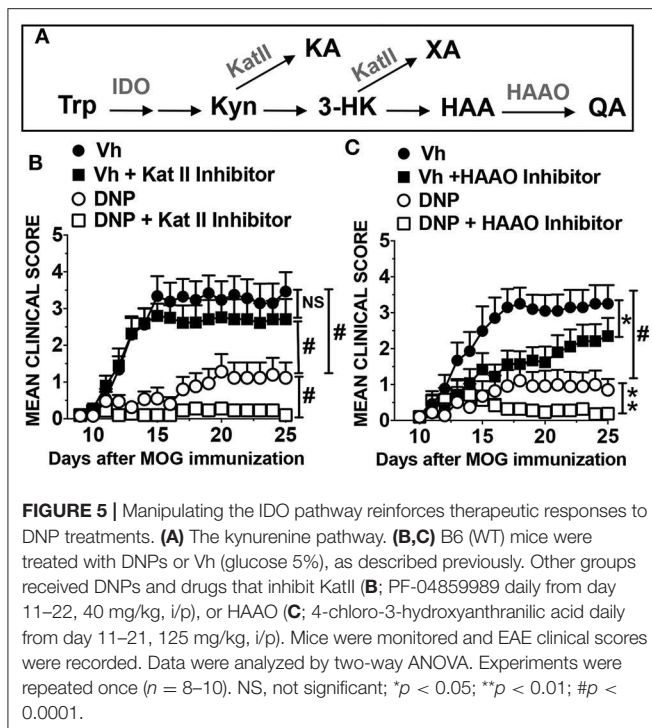 A
IDO
KatII
KA
KatII
XA
Trp
Kyn
3-HK
HAA
HAAO
QA
B
Vh
Vh + Kat II Inhibitor
DNP
DNP + Kat II Inhibitor
MEAN CLINICAL SCORE
5
4
3
2
1
0
10 15 20 25
Days after MOG immunization
NS
#
#
#
C
Vh
Vh +HAAO Inhibitor
DNP
DNP + HAAO Inhibitor
MEAN CLINICAL SCORE
5
4
3
2
1
0
10 15 20 25
Days after MOG immunization
*
#
**
FIGURE 5 | Manipulating the IDO pathway reinforces therapeutic responses to
DNP treatments. (A) The kynurenine pathway. (B,C) B6 (WT) mice were
treated with DNPs or Vh (glucose 5%), as described previously. Other groups
received DNPs and drugs that inhibit KatII (B; PF-04859989 daily from day
11–22, 40 mg/kg, i/p), or HAAO (C; 4-chloro-3-hydroxyanthranilic acid daily
from day 11–21, 125 mg/kg, i/p). Mice were monitored and EAE clinical scores
were recorded. Data were analyzed by two-way ANOVA. Experiments were
repeated once (n = 8–10). NS, not significant; *p < 0.05; **p < 0.01; #p <
0.0001.